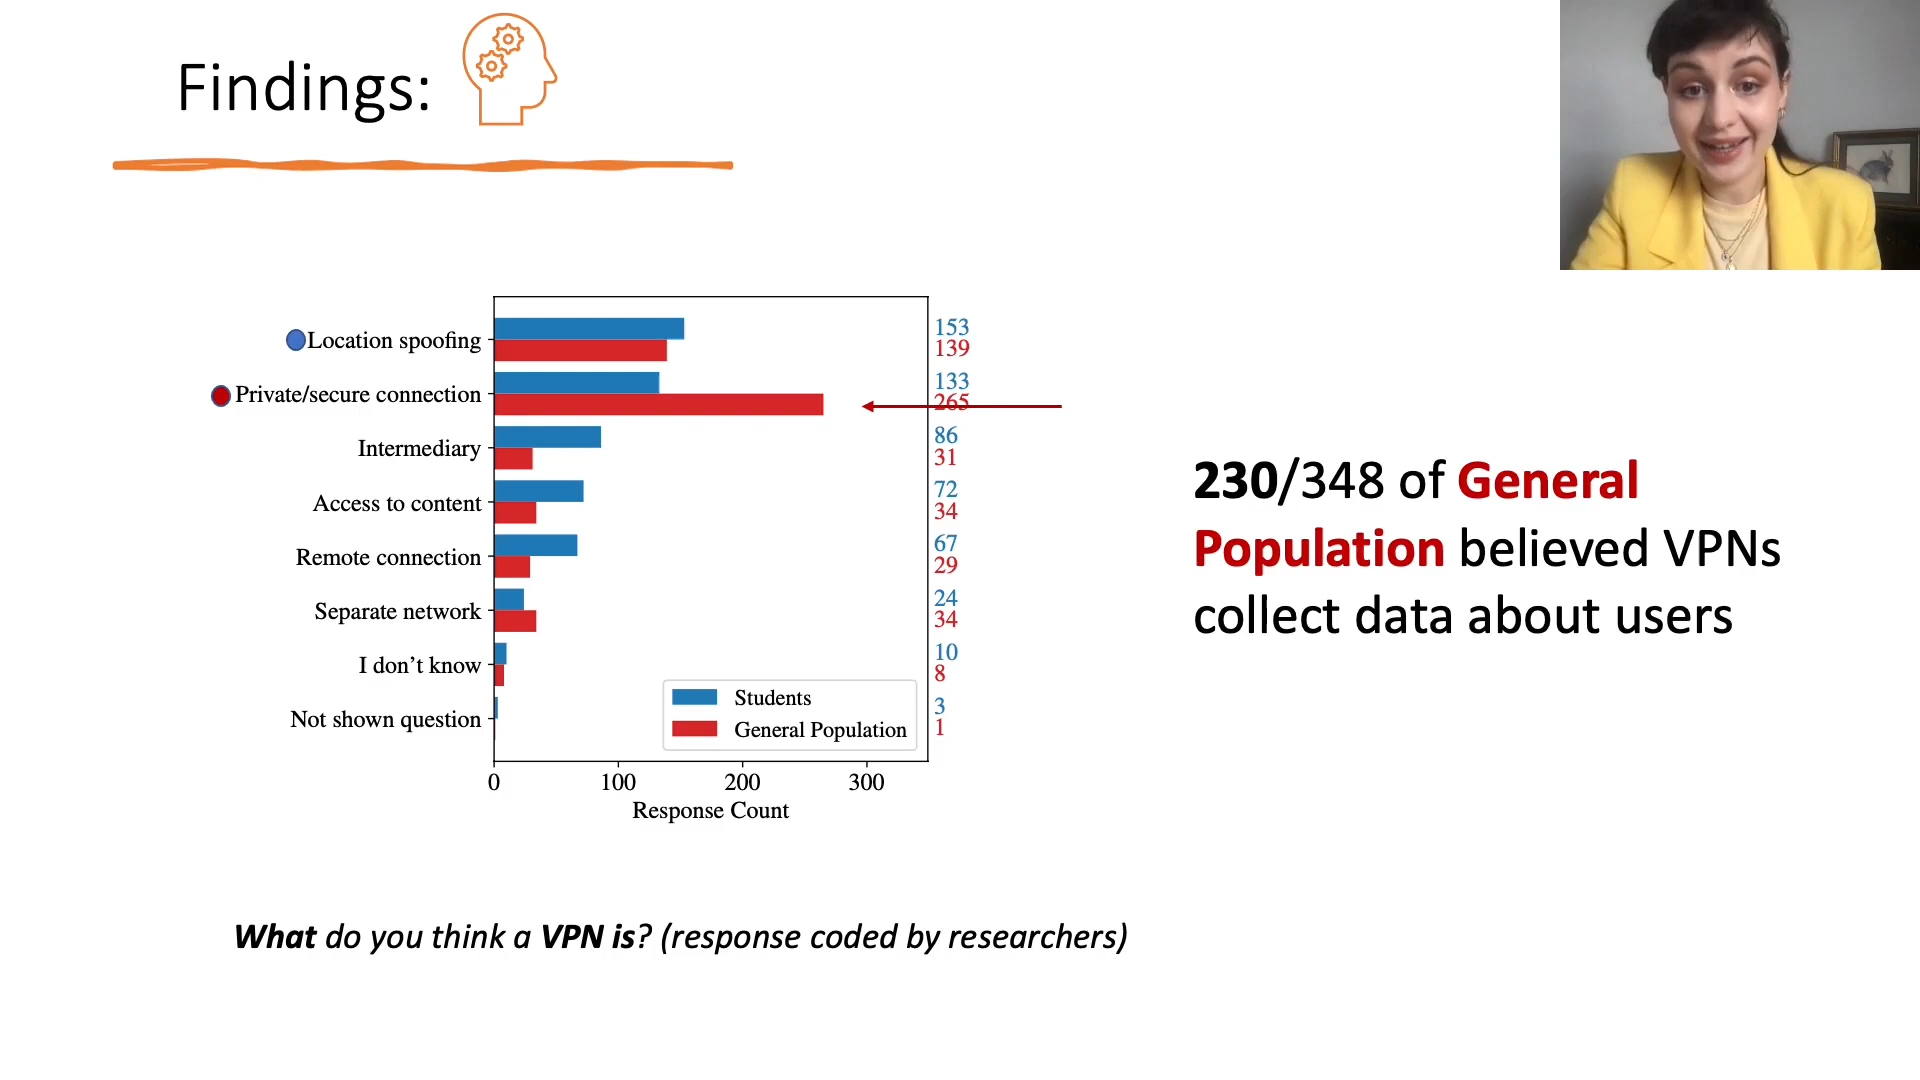 Findings:
Location spoofing
153
139
Private/secure connection
133
265
Intermediary
86
31
Access to content
72
34
Remote connection
67
29
Separate network
24
34
I don’t know
10
8
Not shown question
3
1
Students
General Population
0 100 200 300
Response Count
230/348 of General
Population believed VPNs
collect data about users
What do you think a VPN is? (response coded by researchers)